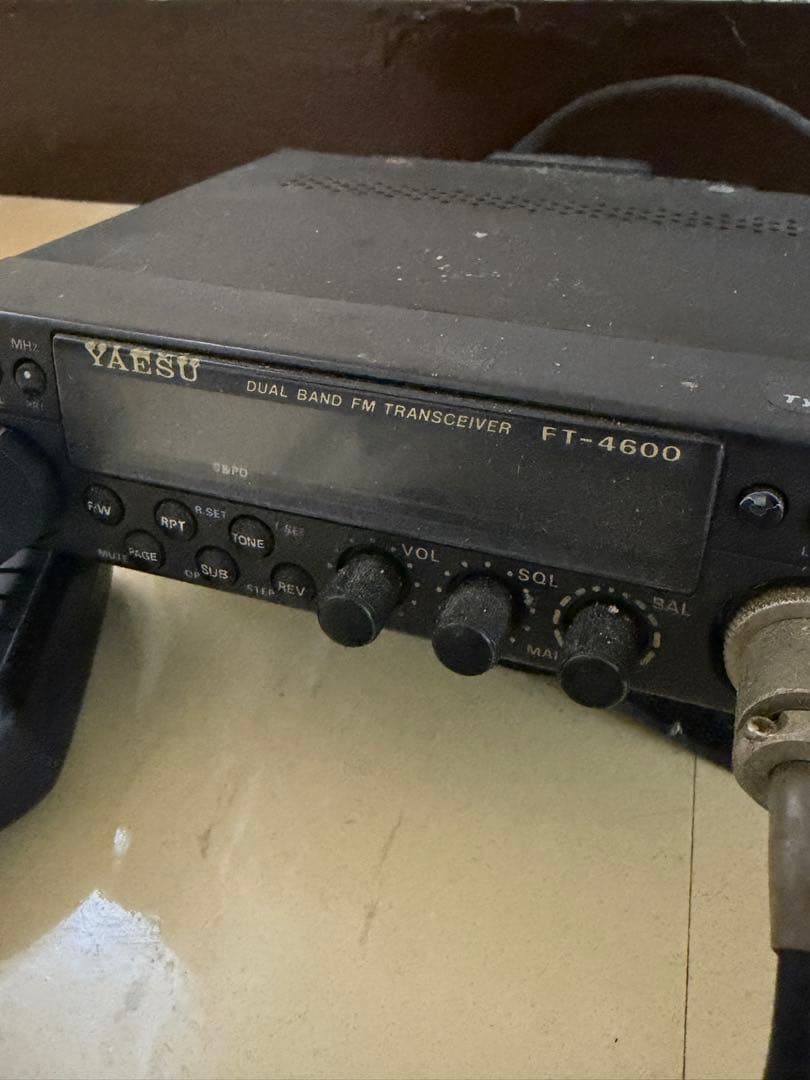 MHz
YAESU
DUAL BAND FM TRANSCEIVER FT-4600
F/W
RPT
R.SET
TONE
VOL
SQL
BAL
MUTE
PAGE
SUB
STEP
REV